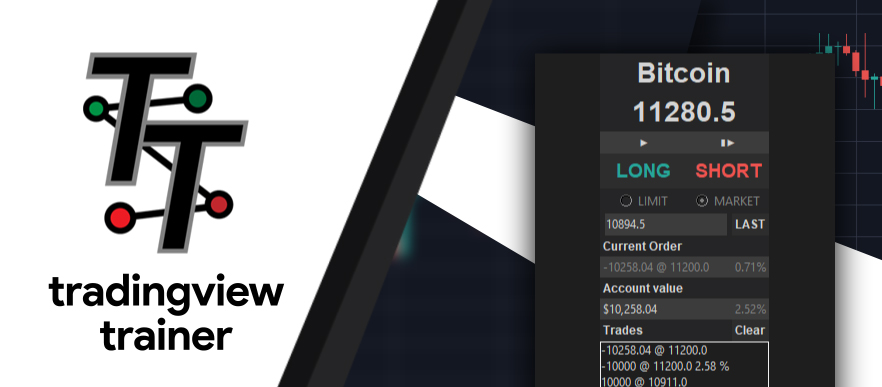 TT
tradingview
trainer
Bitcoin
11280.5
LONG SHORT
LIMIT MARKET
10894.5 LAST
Current Order
-10258.04 @ 11200.0 0.71%
Account value
$10,258.04 2.52%
Trades Clear
-10258.04 @ 11200.0
-10000 @ 11200.0 2.58 %
10000 @ 10911.0